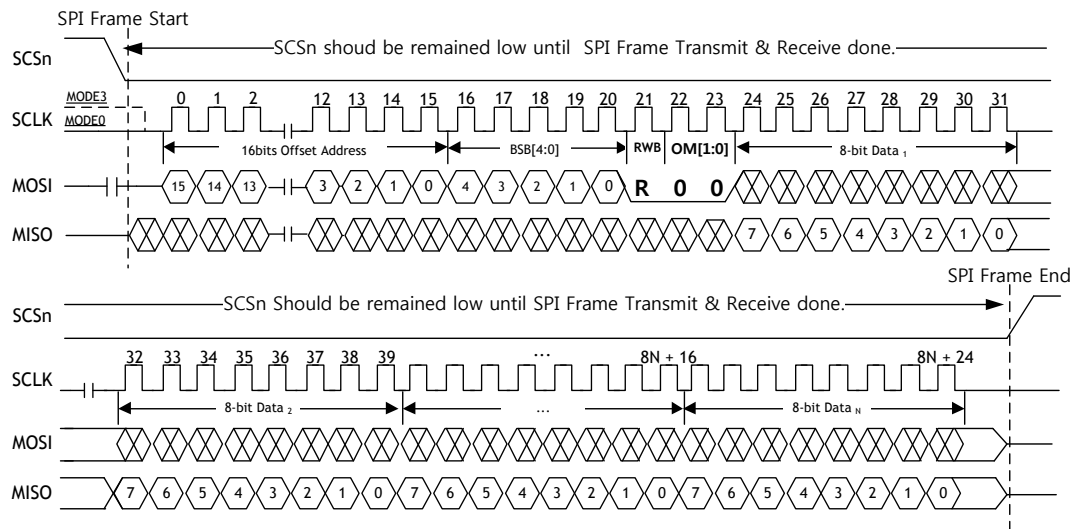 SPI Frame Start
SCSn
SCSn shoud be remained low until SPI Frame Transmit & Receive done.
MODE3
SCLK
MODE0
0 1 2 12 13 14 15 16 17 18 19 20 21 22 23 24 25 26 27 28 29 30 31
16bits Offset Address BSB[4:0] RWB OM[1:0] 8-bit Data 1
MOSI 15 14 13 3 2 1 0 4 3 2 1 0 R 0 0
MISO 7 6 5 4 3 2 1 0
SPI Frame End
SCSn
SCSn Should be remained low until SPI Frame Transmit & Receive done.
SCLK
32 33 34 35 36 37 38 39 ... 8N + 16 8N + 24
8-bit Data 2 ... 8-bit Data N
MOSI
MISO 7 6 5 4 3 2 1 0 7 6 5 4 3 2 1 0 7 6 5 4 3 2 1 0